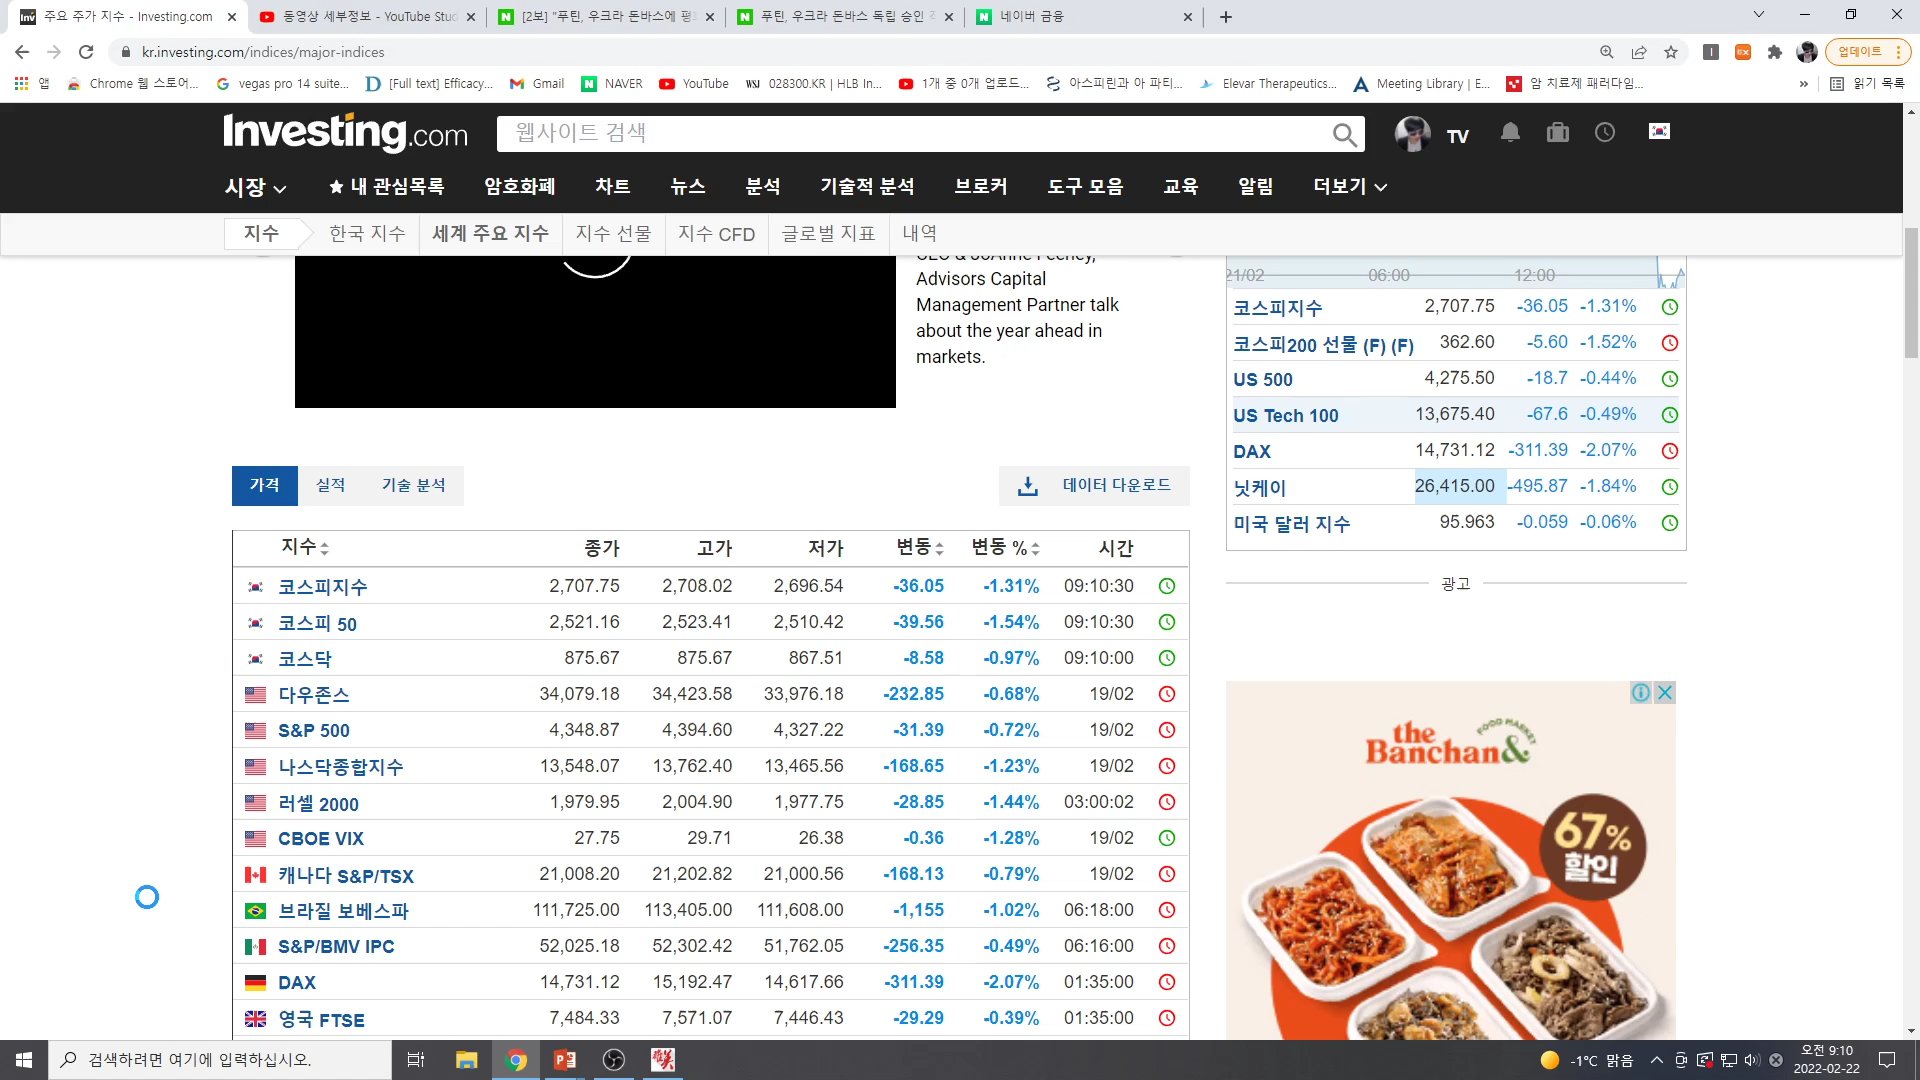 주요 주가 지수 - Investing.com
동영상 세부정보 - YouTube Stud
[2보] "푸틴, 우크라 돈바스에 평
푸틴, 우크라 돈바스 독립 승인
네이버 금융
kr.investing.com/indices/major-indices
업데이트
앱
Chrome 웹 스토어...
vegas pro 14 suite...
[Full text] Efficacy...
Gmail
NAVER
YouTube
WSJ 028300.KR | HLB In...
1개 중 0개 업로드...
아스피린과 아 파티...
Elevar Therapeutics...
Meeting Library | E...
암 치료제 패러다임...
»
읽기 목록
Investing.com
웹사이트 검색
TV
시장
내 관심목록
암호화폐
차트
뉴스
분석
기술적 분석
브로커
도구 모음
교육
알림
더보기
지수
한국 지수
세계 주요 지수
지수 선물
지수 CFD
글로벌 지표
내역
CEO & JoAnne Feeney,
Advisors Capital
Management Partner talk
about the year ahead in
markets.
21/02 06:00 12:00
코스피지수 2,707.75 -36.05 -1.31%
코스피200 선물 (F) (F) 362.60 -5.60 -1.52%
US 500 4,275.50 -18.7 -0.44%
US Tech 100 13,675.40 -67.6 -0.49%
DAX 14,731.12 -311.39 -2.07%
닛케이 26,415.00 -495.87 -1.84%
미국 달러 지수 95.963 -0.059 -0.06%
광고
가격 실적 기술 분석
데이터 다운로드
지수 종가 고가 저가 변동 변동 % 시간
코스피지수 2,707.75 2,708.02 2,696.54 -36.05 -1.31% 09:10:30
코스피 50 2,521.16 2,523.41 2,510.42 -39.56 -1.54% 09:10:30
코스닥 875.67 875.67 867.51 -8.58 -0.97% 09:10:00
다우존스 34,079.18 34,423.58 33,976.18 -232.85 -0.68% 19/02
S&P 500 4,348.87 4,394.60 4,327.22 -31.39 -0.72% 19/02
나스닥종합지수 13,548.07 13,762.40 13,465.56 -168.65 -1.23% 19/02
러셀 2000 1,979.95 2,004.90 1,977.75 -28.85 -1.44% 03:00:02
CBOE VIX 27.75 29.71 26.38 -0.36 -1.28% 19/02
캐나다 S&P/TSX 21,008.20 21,202.82 21,000.56 -168.13 -0.79% 19/02
브라질 보베스파 111,725.00 113,405.00 111,608.00 -1,155 -1.02% 06:18:00
S&P/BMV IPC 52,025.18 52,302.42 51,762.05 -256.35 -0.49% 06:16:00
DAX 14,731.12 15,192.47 14,617.66 -311.39 -2.07% 01:35:00
영국 FTSE 7,484.33 7,571.07 7,446.43 -29.29 -0.39% 01:35:00
the
Banchan&
FOOD MARKET
67%
할인
검색하려면 여기에 입력하십시오.
-1°C 맑음
오전 9:10
2022-02-22